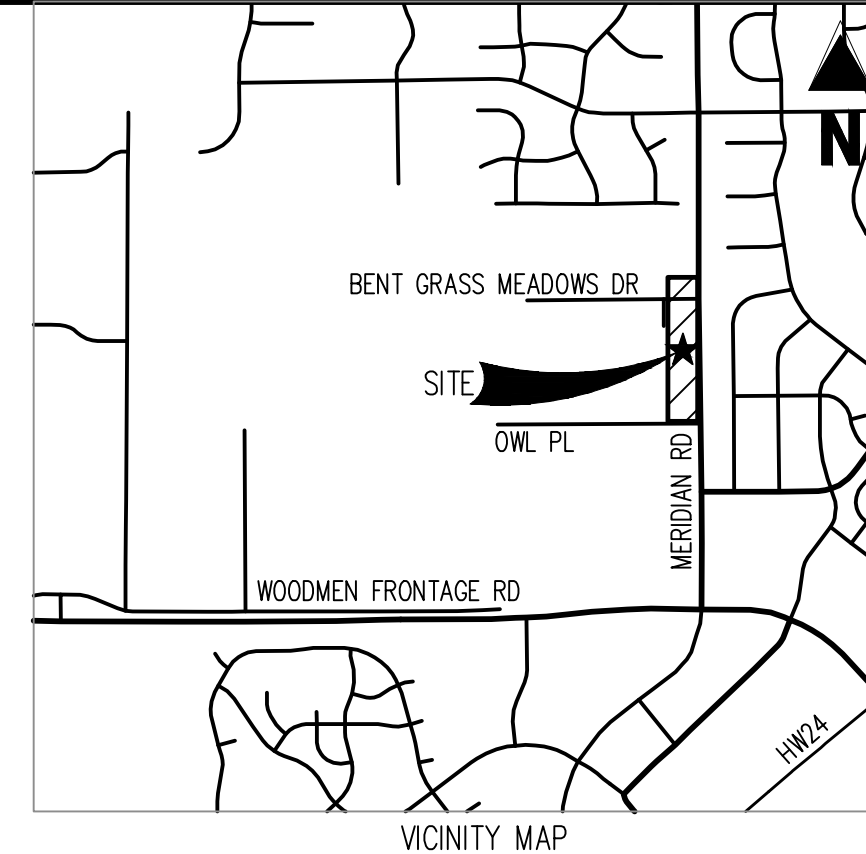 N
BENT GRASS MEADOWS DR
SITE
OWL PL
MERIDIAN RD
WOODMEN FRONTAGE RD
HW24
VICINITY MAP